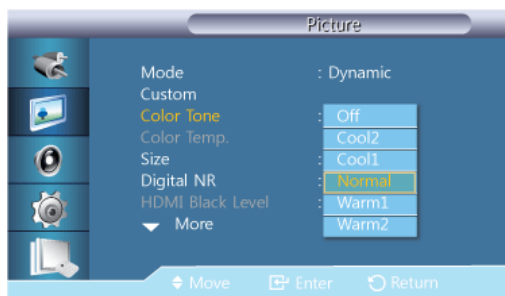 Picture
Mode : Dynamic
Custom
Color Tone : Off
Color Temp. Cool2
Size : Cool1
Digital NR : Normal
HDMI Black Level : Warm1
More Warm2
Move Enter Return